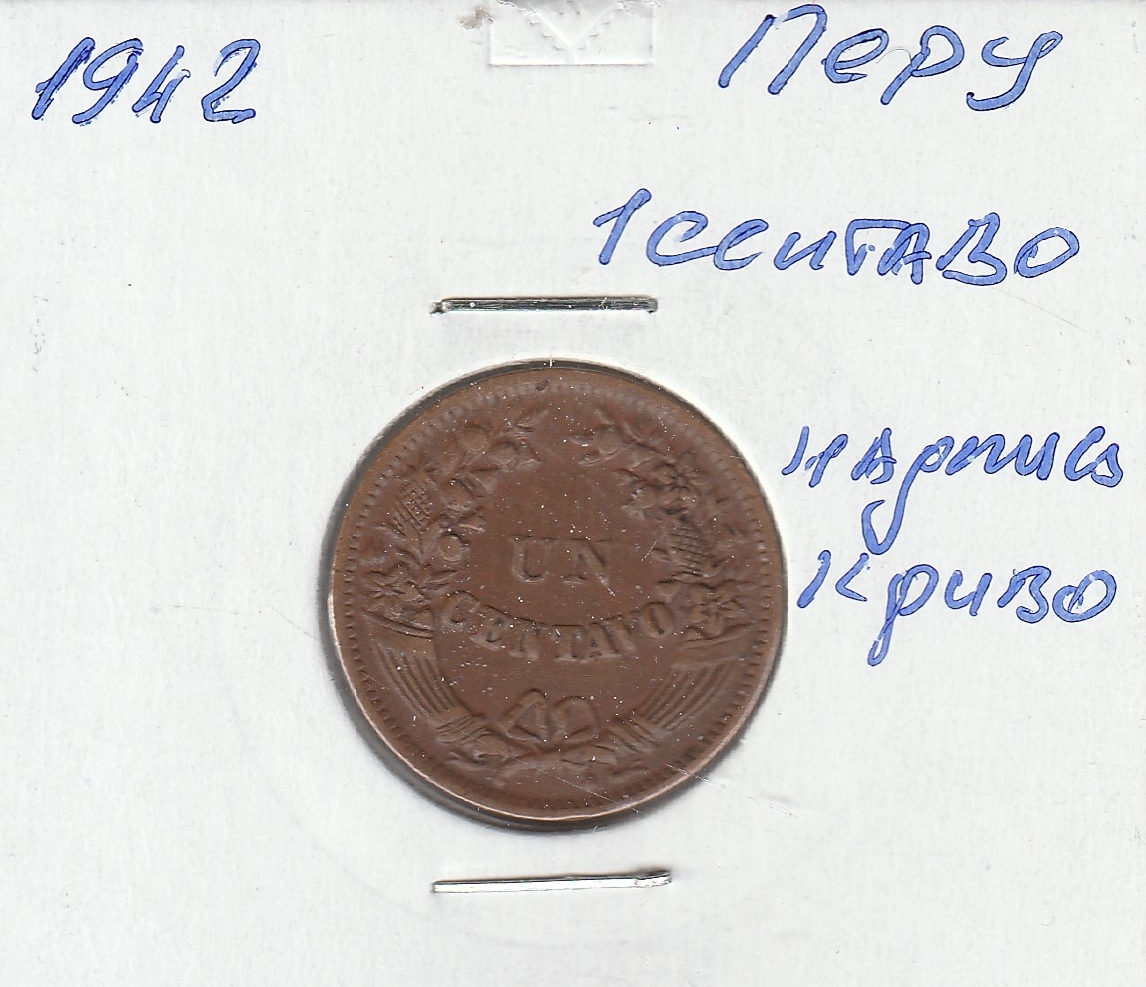 1942
Перу
1 сентаво
надпись
криво
UN
CENTAVO